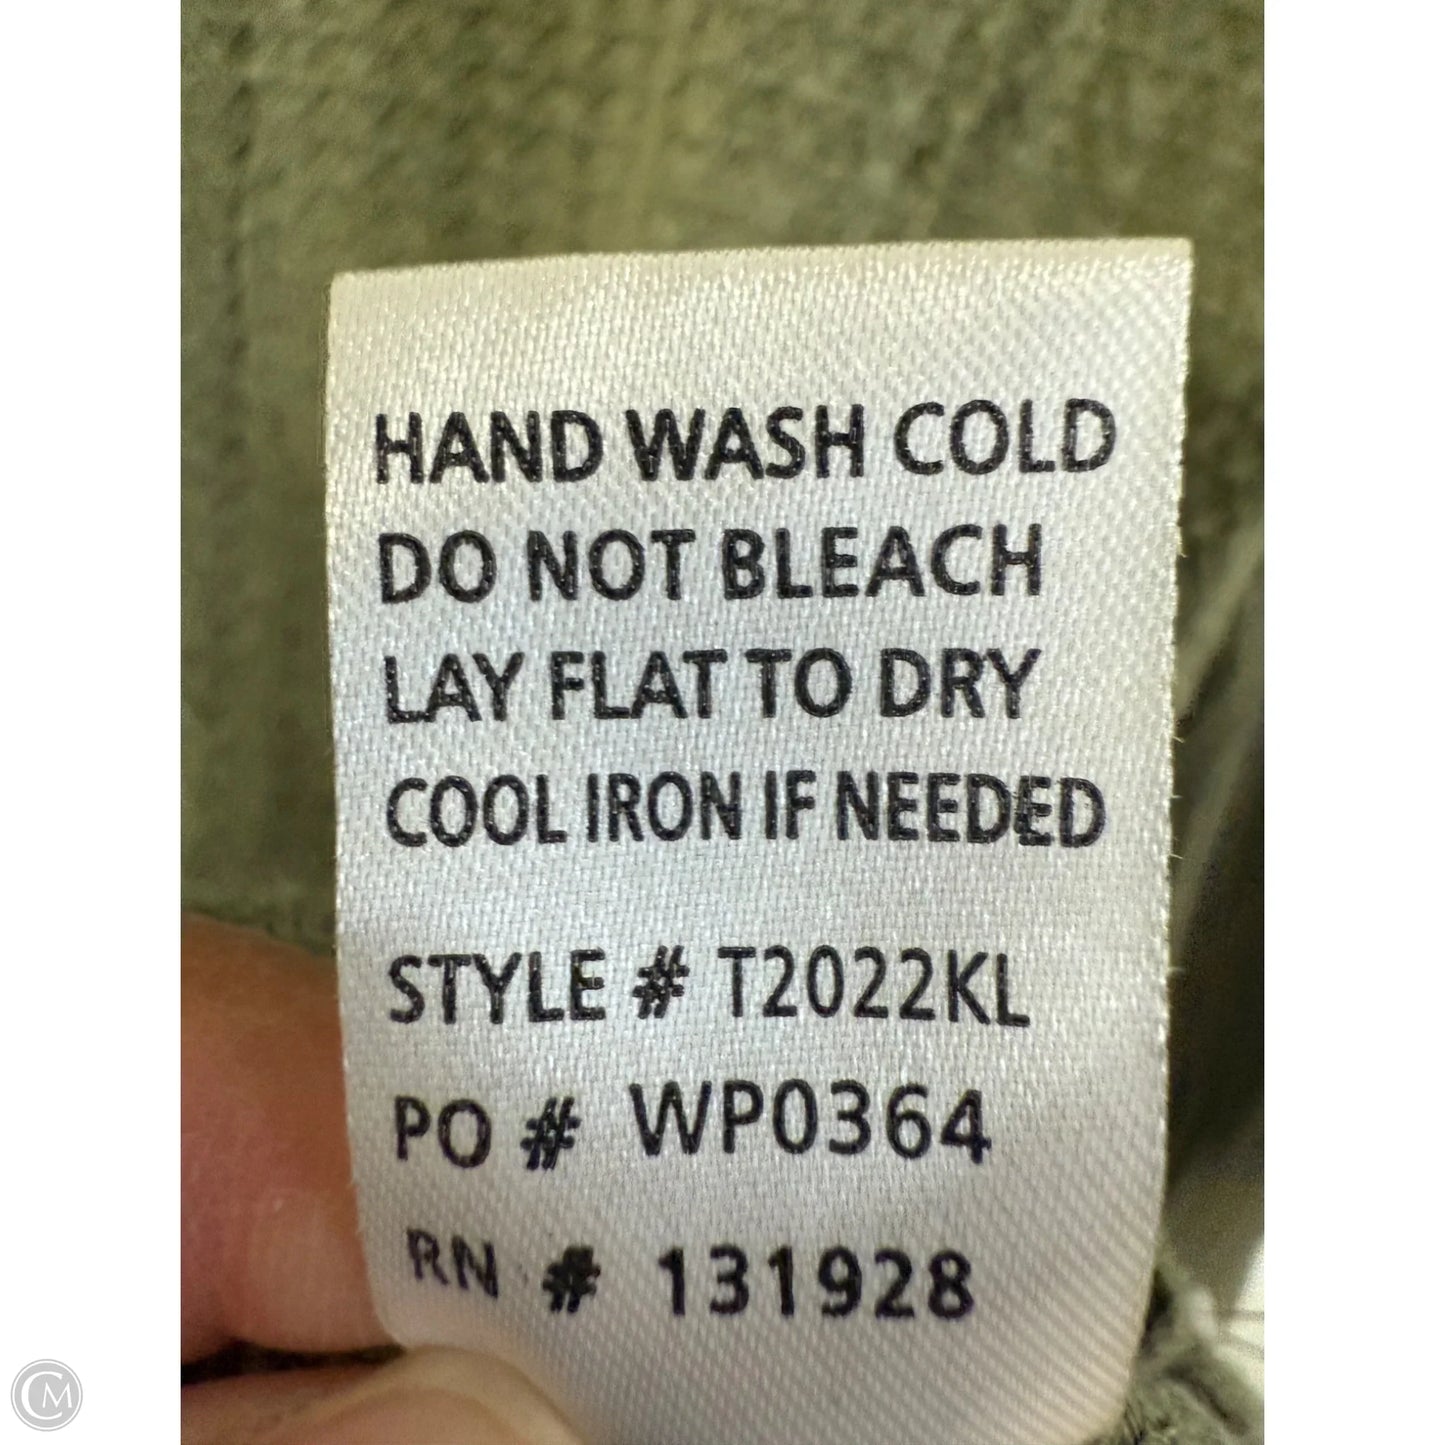 HAND WASH COLD
DO NOT BLEACH
LAY FLAT TO DRY
COOL IRON IF NEEDED
STYLE # T2022KL
PO # WP0364
RN # 131928
CM